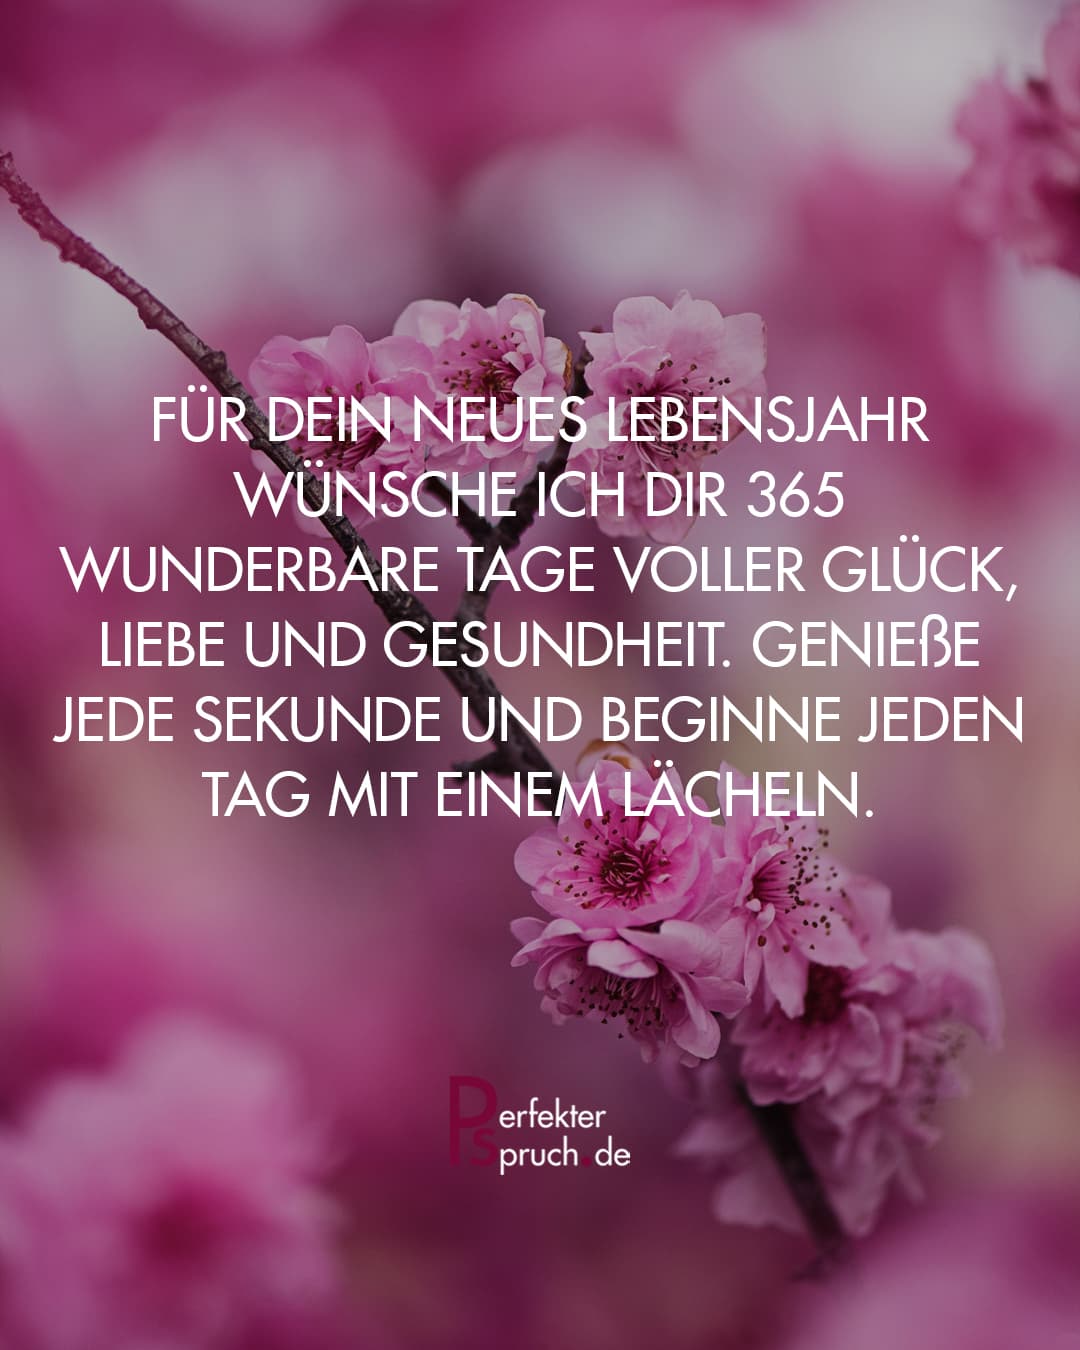 FÜR DEIN NEUES LEBENSJAHR
WÜNSCHE ICH DIR 365
WUNDERBARE TAGE VOLLER GLÜCK,
LIEBE UND GESUNDHEIT. GENIEßE
JEDE SEKUNDE UND BEGINNE JEDEN
TAG MIT EINEM LÄCHELN.
Perfekter
Spruch.de